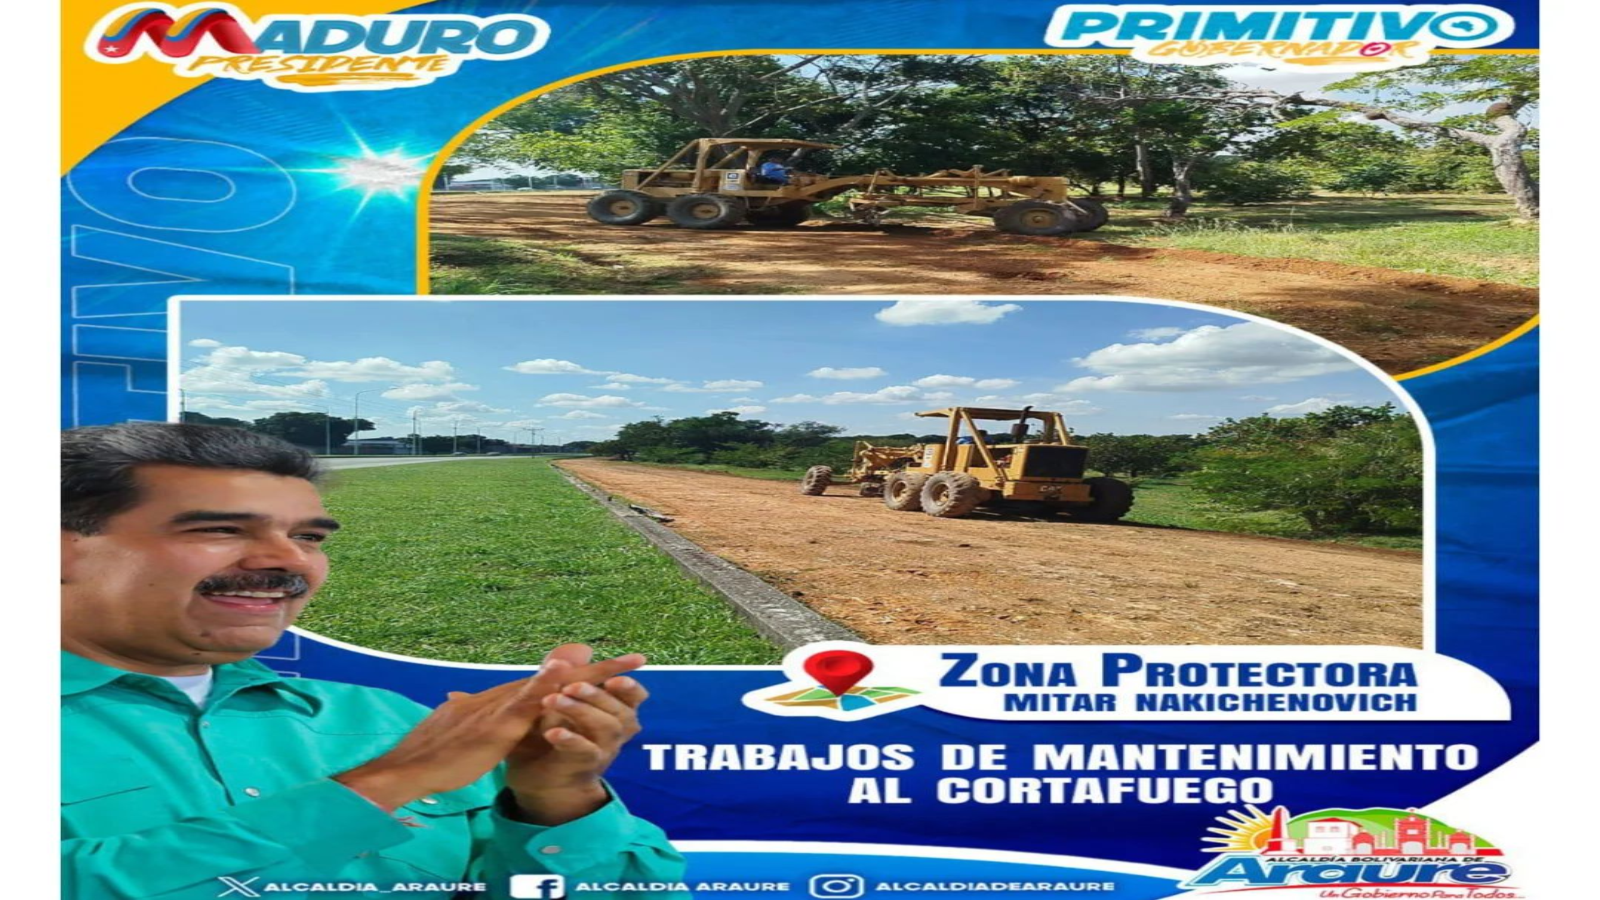 MADURO
PRESIDENTE
PRIMITIVO
GOBERNADOR
CAT
ZONA PROTECTORA
MITAR NAKICHENOVICH
TRABAJOS DE MANTENIMIENTO
AL CORTAFUEGO
ALCALDÍA BOLIVARIANA DE
Araure
Un Gobierno Para Todos...
ALCALDIA_ARAURE
ALCALDIA ARAURE
ALCALDIADEARAURE